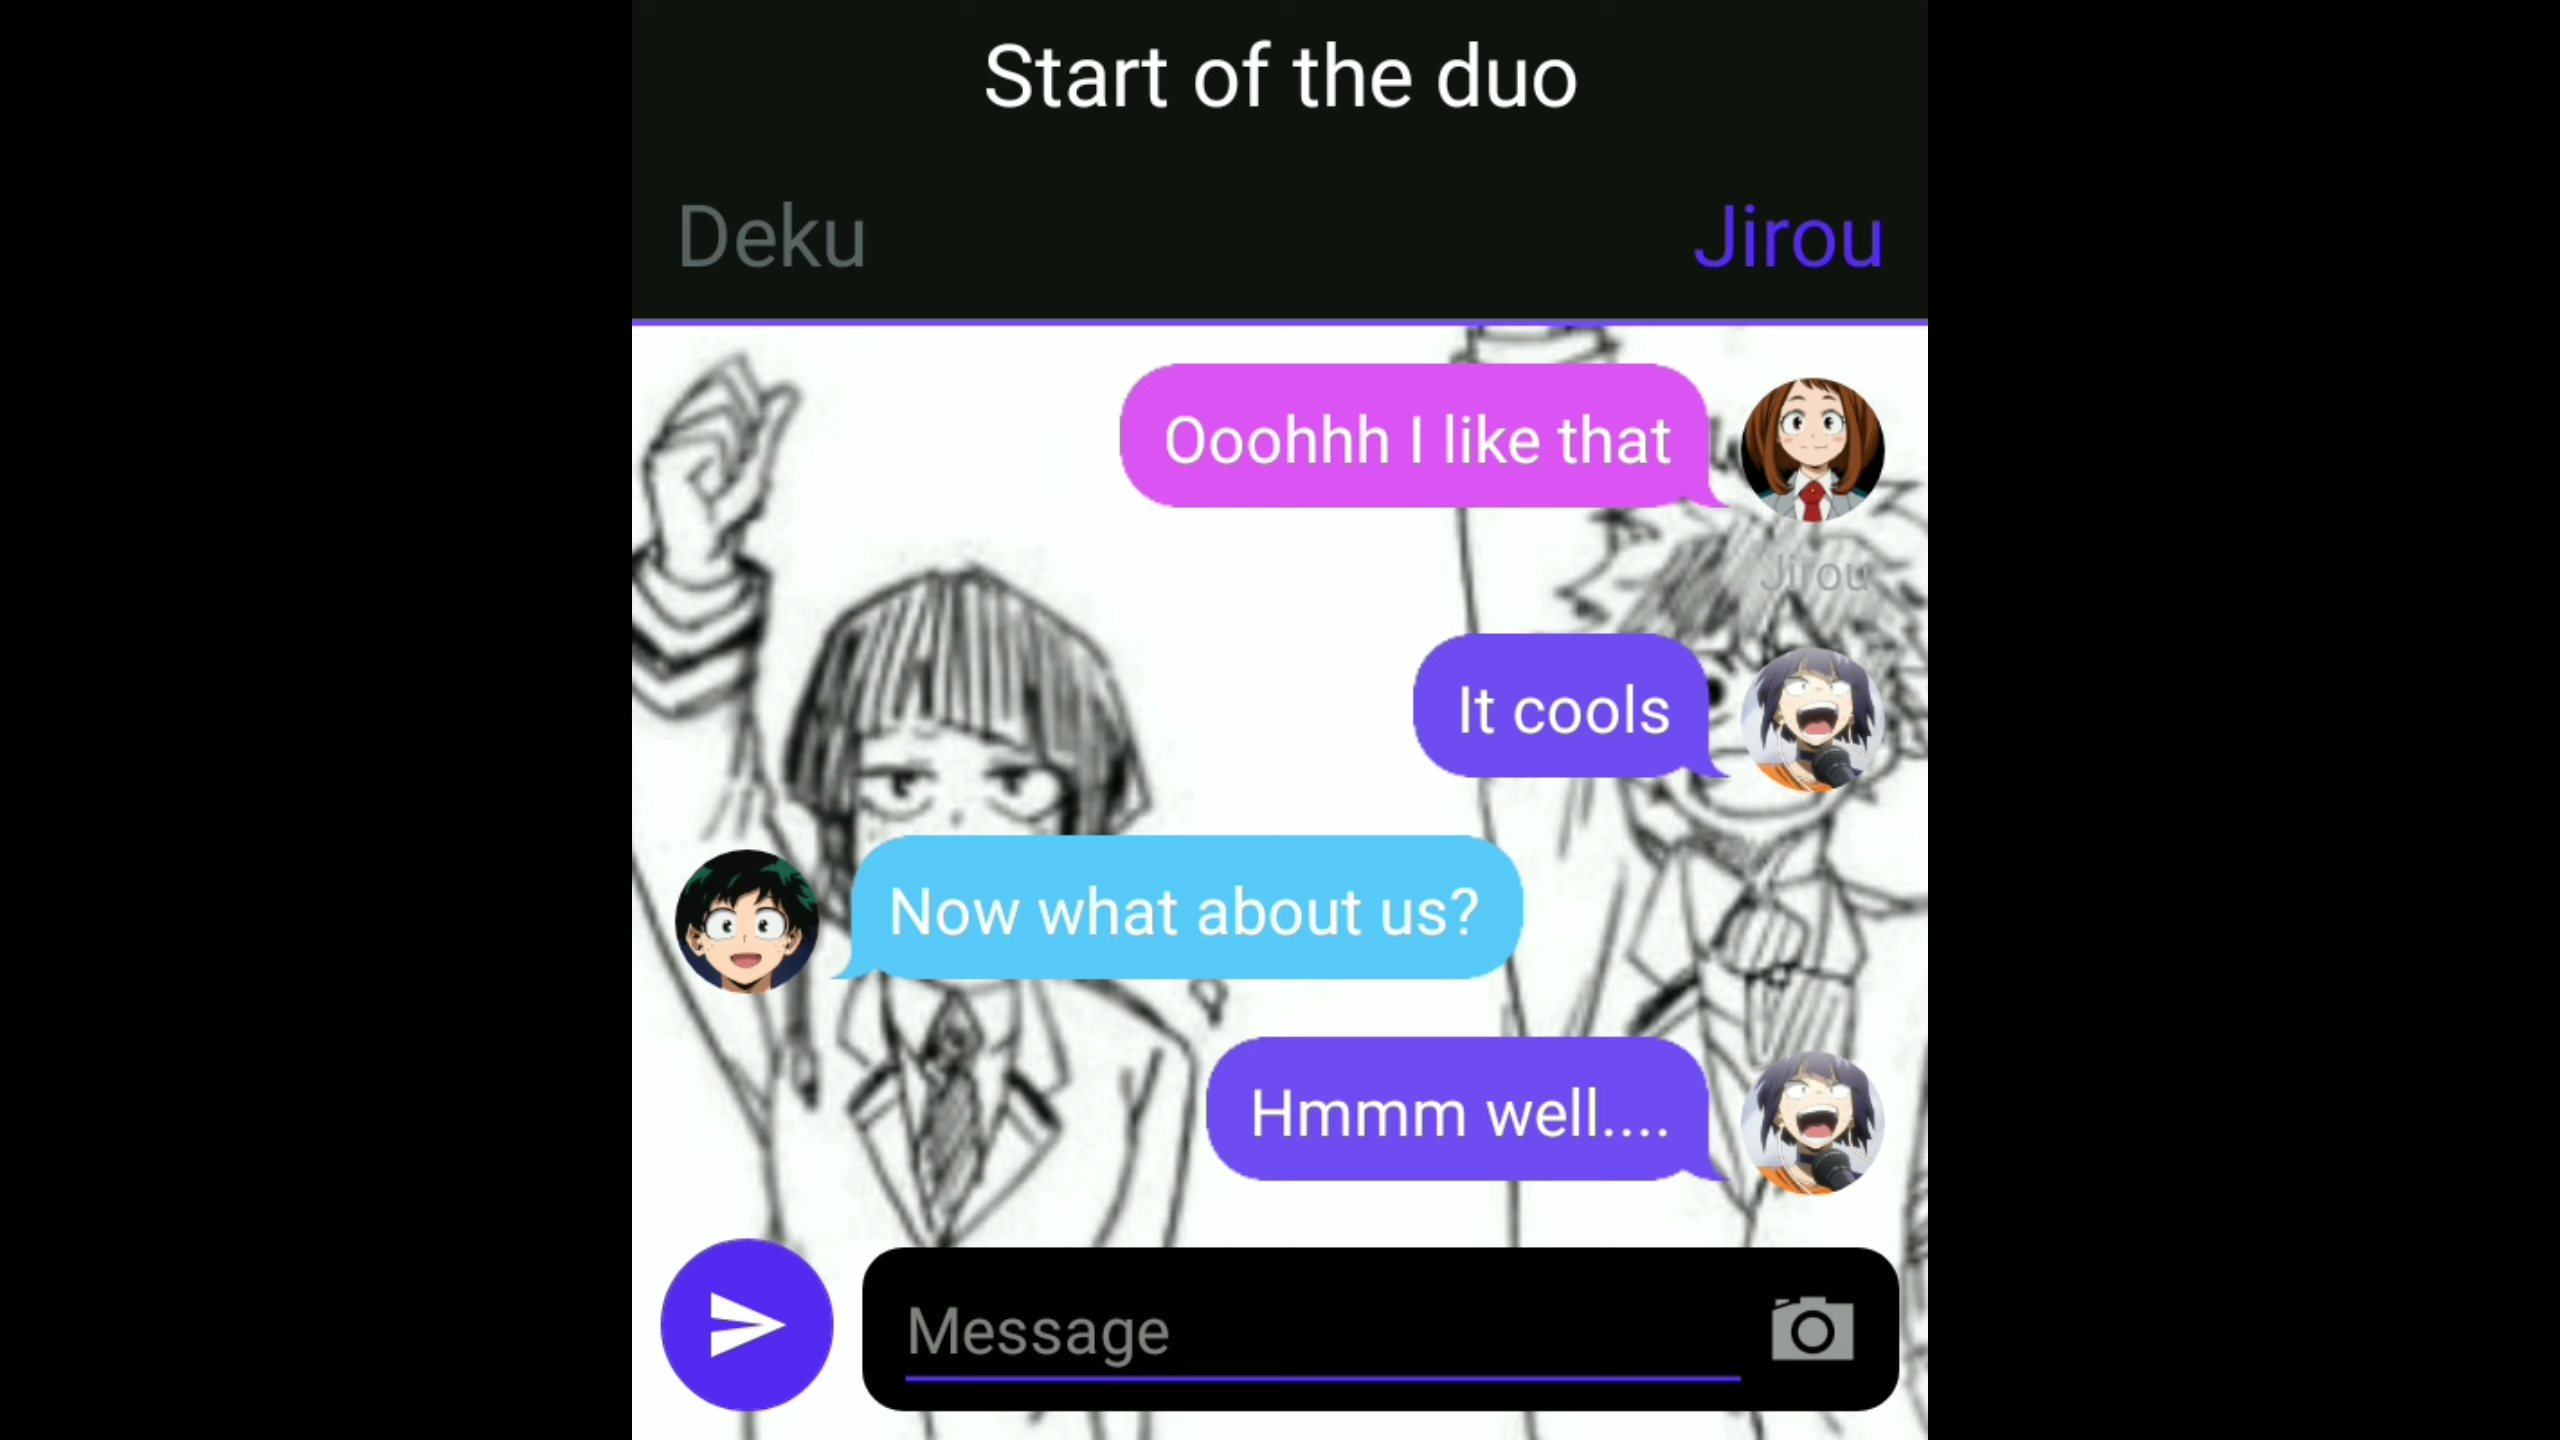 Start of the duo
Deku
Jirou
Ooohhh I like that
Jirou
It cools
Now what about us?
Hmmm well....
Message